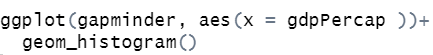 ggplot(gapminder, aes(x = gdpPercap ))+
  geom_histogram()